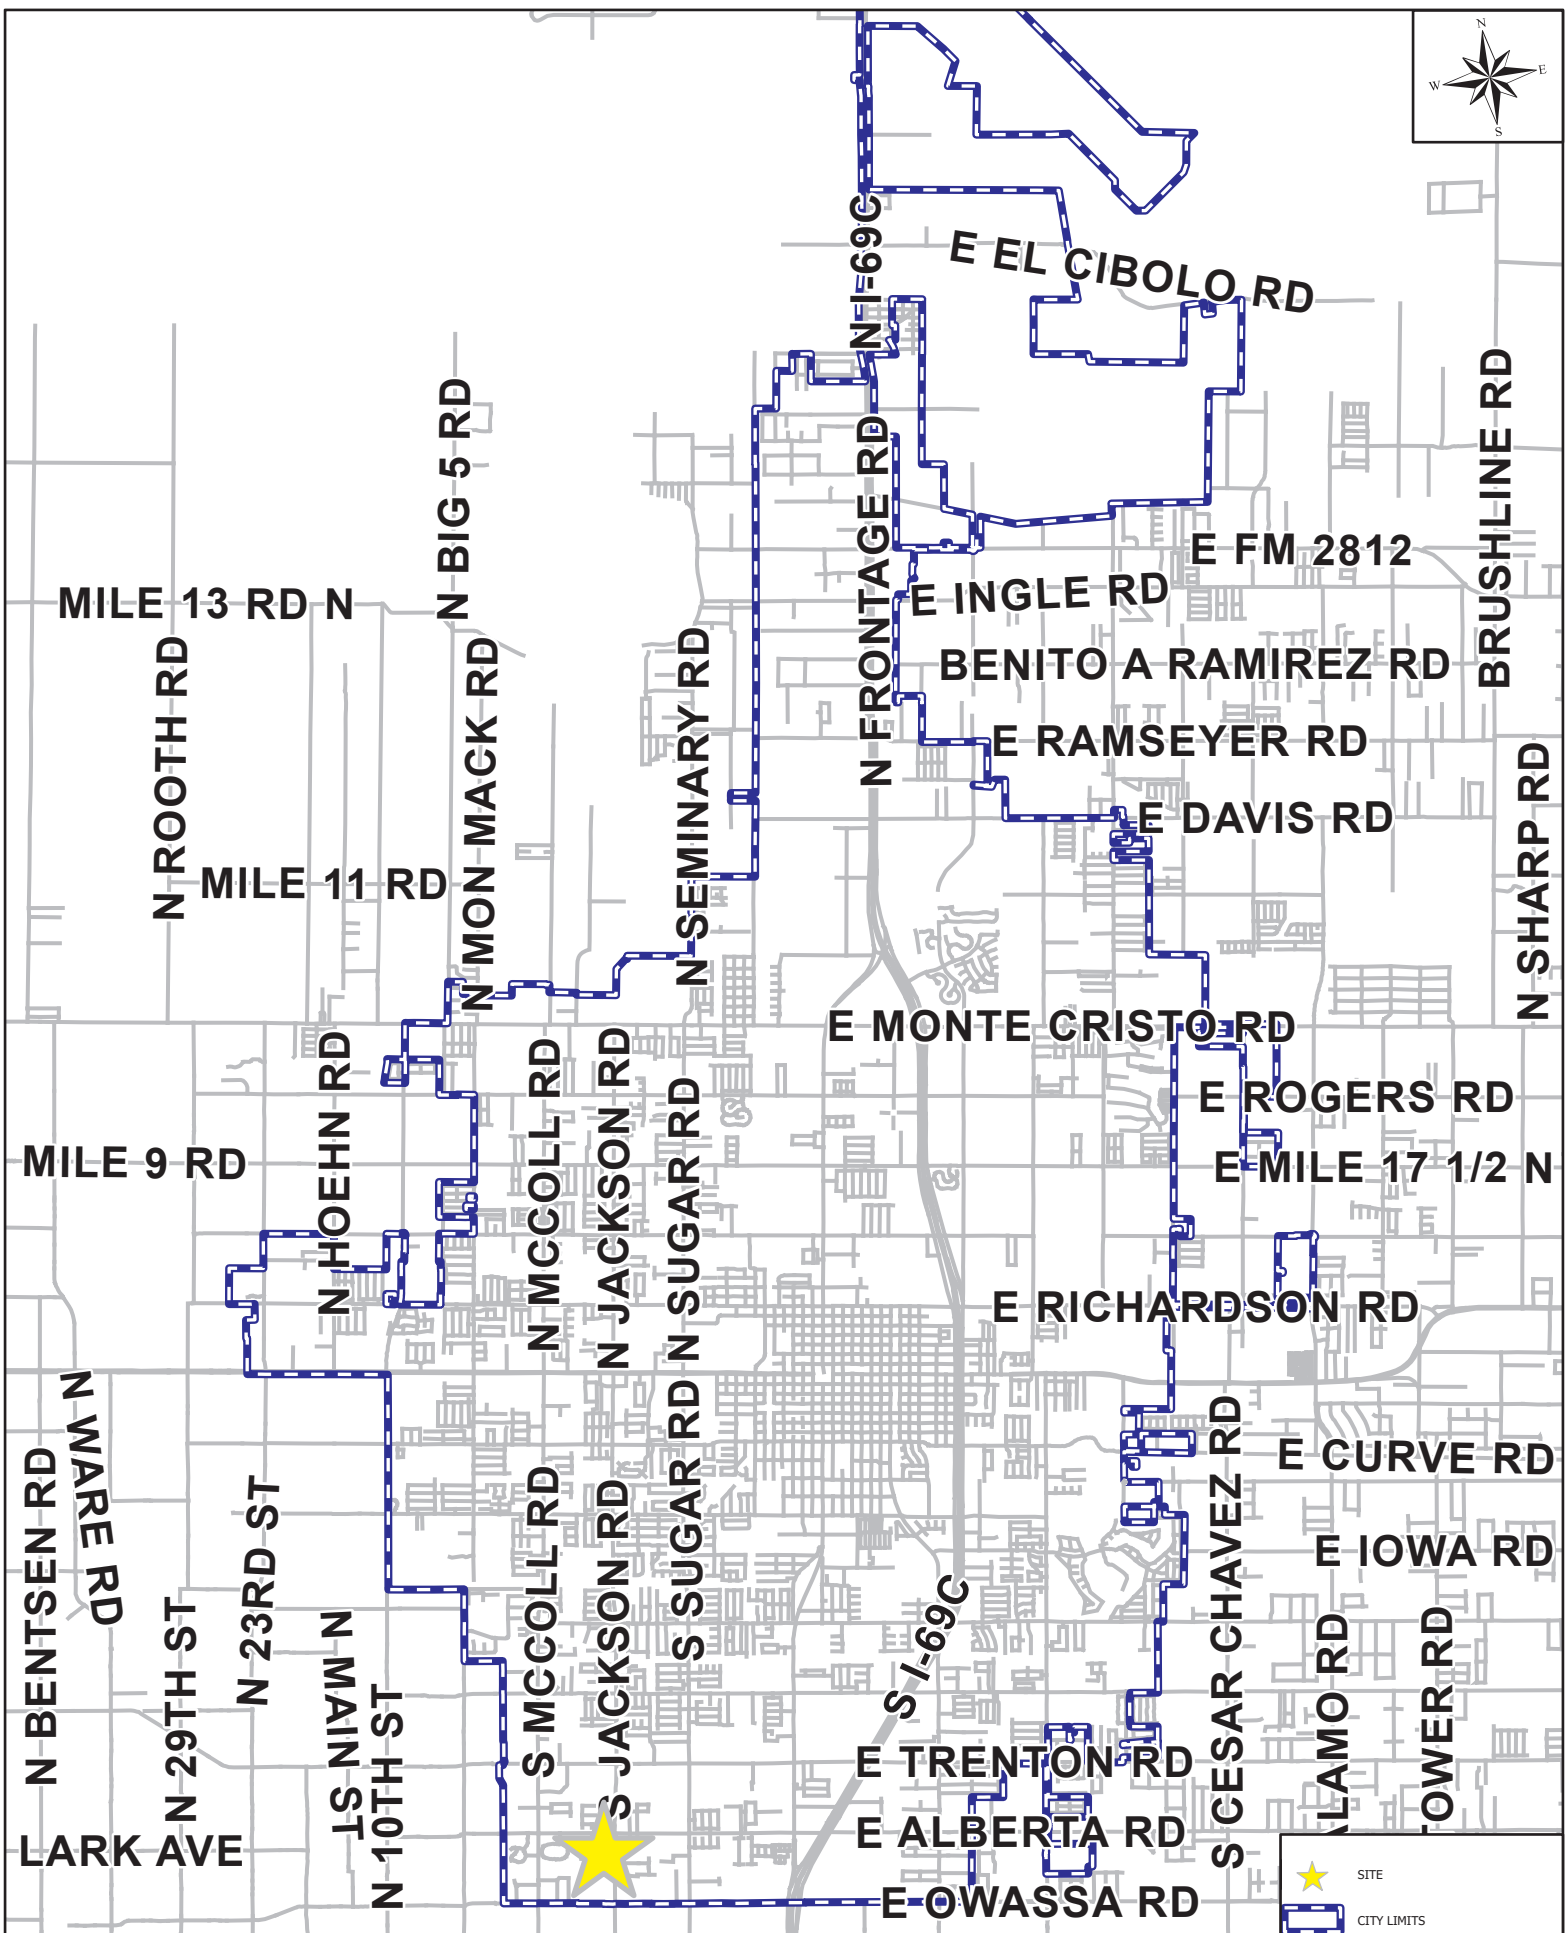 N
W
E
S
N I-69C
E EL CIBOLO RD
N BIG 5 RD
N FRONTAGE RD
BRUSHLINE RD
E FM 2812
E INGLE RD
MILE 13 RD N
N ROOTH RD
N MON MACK RD
N SEMINARY RD
BENITO A RAMIREZ RD
E RAMSEYER RD
E DAVIS RD
N SHARP RD
MILE 11 RD
E MONTE CRISTO RD
N HOEHN RD
N MCCOLL RD
N JACKSON RD
N SUGAR RD
E ROGERS RD
MILE 9 RD
E MILE 17 1/2 N
E RICHARDSON RD
N WARE RD
N BENTSEN RD
N 23RD ST
S MCCOLL RD
S JACKSON RD
S SUGAR RD
S CESAR CHAVEZ RD
E CURVE RD
E IOWA RD
N 29TH ST
N MAIN ST
N 10TH ST
S I-69C
ALAMO RD
TOWER RD
E TRENTON RD
E ALBERTA RD
LARK AVE
E OWASSA RD
SITE
CITY LIMITS